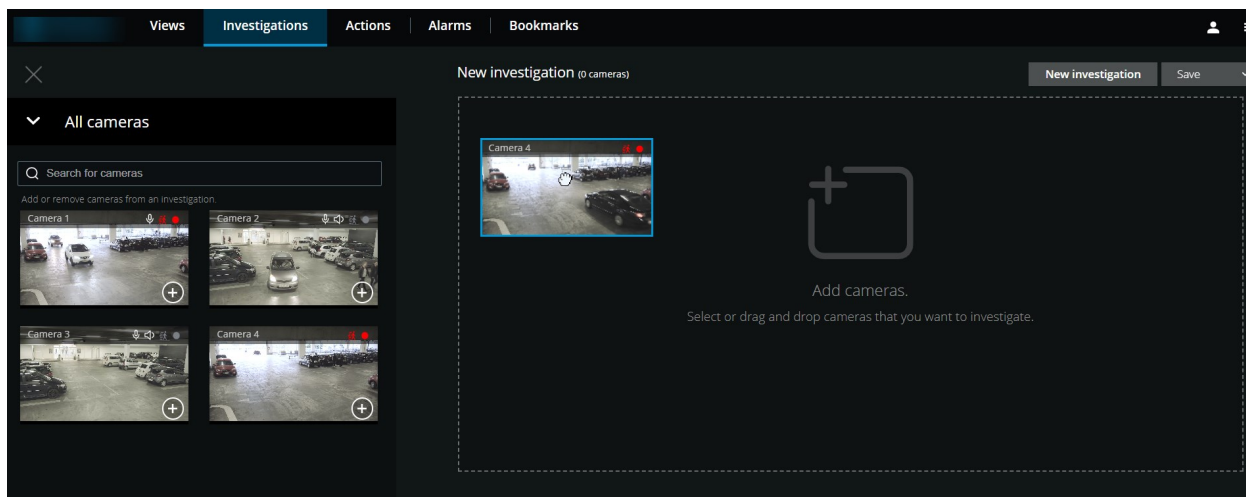 Views Investigations Actions Alarms Bookmarks
New investigation (0 cameras)
New investigation Save
All cameras
Search for cameras
Add or remove cameras from an investigation.
Camera 1
Camera 2
Camera 3
Camera 4
Camera 4
Add cameras.
Select or drag and drop cameras that you want to investigate.